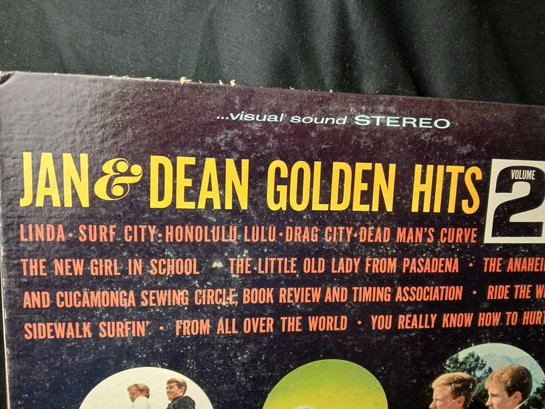 ...visual sound STEREO
JAN & DEAN GOLDEN HITS VOLUME 2
LINDA · SURF CITY · HONOLULU LULU · DRAG CITY · DEAD MAN'S CURVE
THE NEW GIRL IN SCHOOL · THE LITTLE OLD LADY FROM PASADENA · THE ANAHEIM
AND CUCAMONGA SEWING CIRCLE, BOOK REVIEW AND TIMING ASSOCIATION · RIDE THE W
SIDEWALK SURFIN' · FROM ALL OVER THE WORLD · YOU REALLY KNOW HOW TO HURT